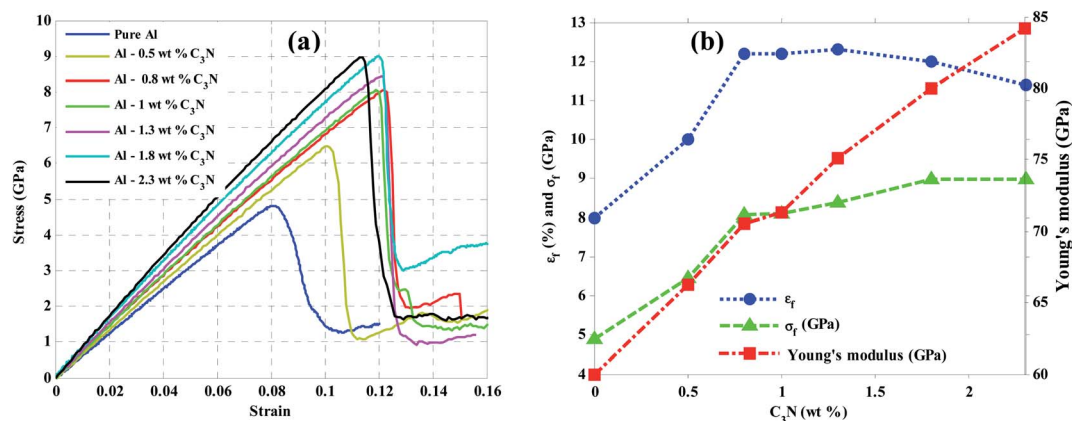 (a)
Pure Al
Al - 0.5 wt % C₃N
Al - 0.8 wt % C₃N
Al - 1 wt % C₃N
Al - 1.3 wt % C₃N
Al - 1.8 wt % C₃N
Al - 2.3 wt % C₃N
Stress (GPa)
10
9
8
7
6
5
4
3
2
1
0
0 0.02 0.04 0.06 0.08 0.1 0.12 0.14 0.16
Strain
(b)
εf (%) and σf (GPa)
13
12
11
10
9
8
7
6
5
4
εf
σf (GPa)
Young's modulus (GPa)
0 0.5 1 1.5 2
C₃N (wt %)
85
80
75
70
65
60
Young's modulus (GPa)